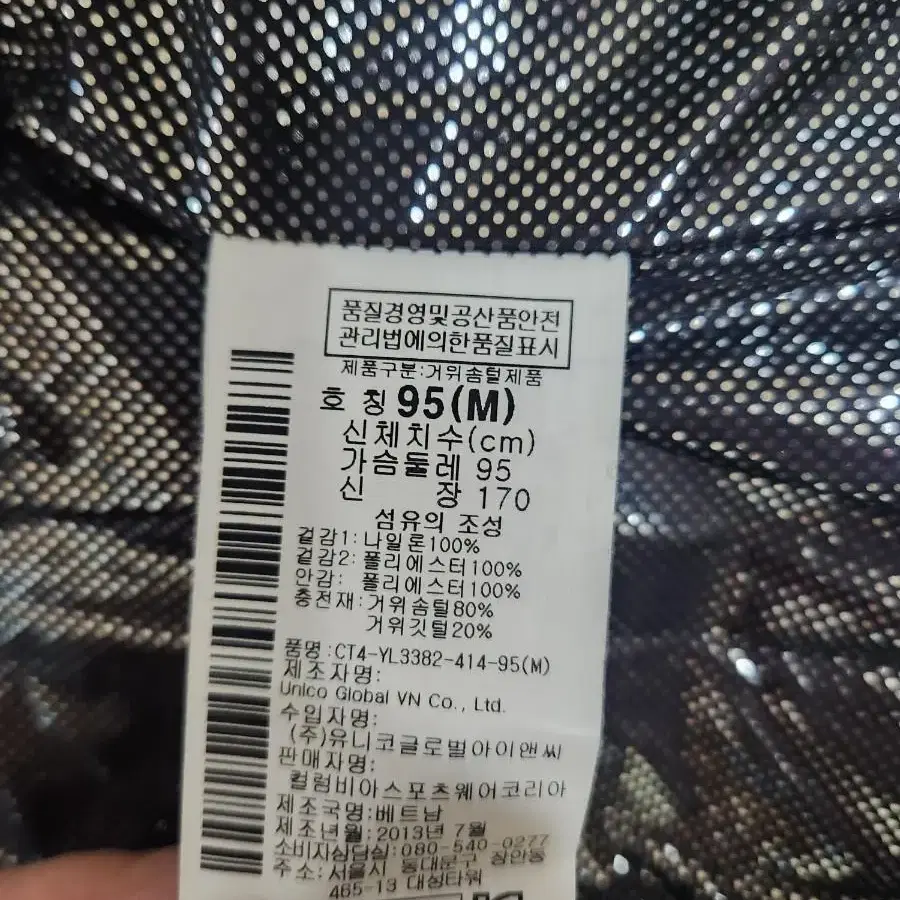 품질경영및공산품안전
관리법에의한품질표시
제품구분:거위솜털제품
호 칭 95(M)
신체치수(cm)
가슴둘레 95
신 장 170
섬유의 조성
겉감1: 나일론100%
겉감2: 폴리에스터100%
안감: 폴리에스터100%
충전재: 거위솜털80%
거위깃털20%
품명:CT4-YL3382-414-95(M)
제조자명:
Unico Global VN Co., Ltd.
수입자명:
(주)유니코글로벌아이앤씨
판매자명:
컬럼비아스포츠웨어코리아
제조국명:베트남
제조년월:2013년 7월
소비자상담실:080-540-0277
주소:서울시 동대문구 장안동
465-13 대성타워